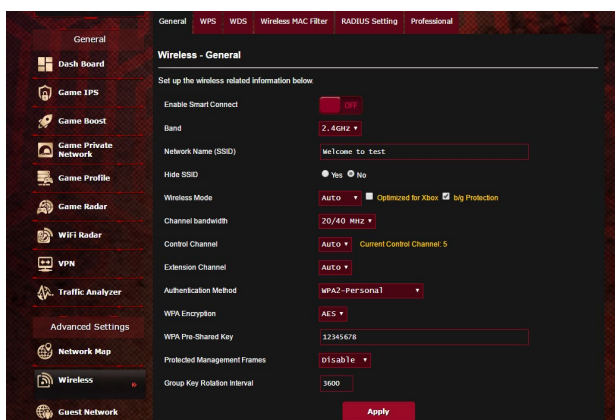 General WPS WDS Wireless MAC Filter RADIUS Setting Professional
General
Dash Board
Game IPS
Game Boost
Game Private
Network
Game Profile
Game Radar
WiFi Radar
VPN
Traffic Analyzer
Advanced Settings
Network Map
Wireless
Guest Network
Wireless - General
Set up the wireless related information below.
Enable Smart Connect OFF
Band 2.4GHz
Network Name (SSID) Welcome to test
Hide SSID Yes No
Wireless Mode Auto Optimized for Xbox b/g Protection
Channel bandwidth 20/40 MHz
Control Channel Auto Current Control Channel: 5
Extension Channel Auto
Authentication Method WPA2-Personal
WPA Encryption AES
WPA Pre-Shared Key 12345678
Protected Management Frames Disable
Group Key Rotation Interval 3600
Apply